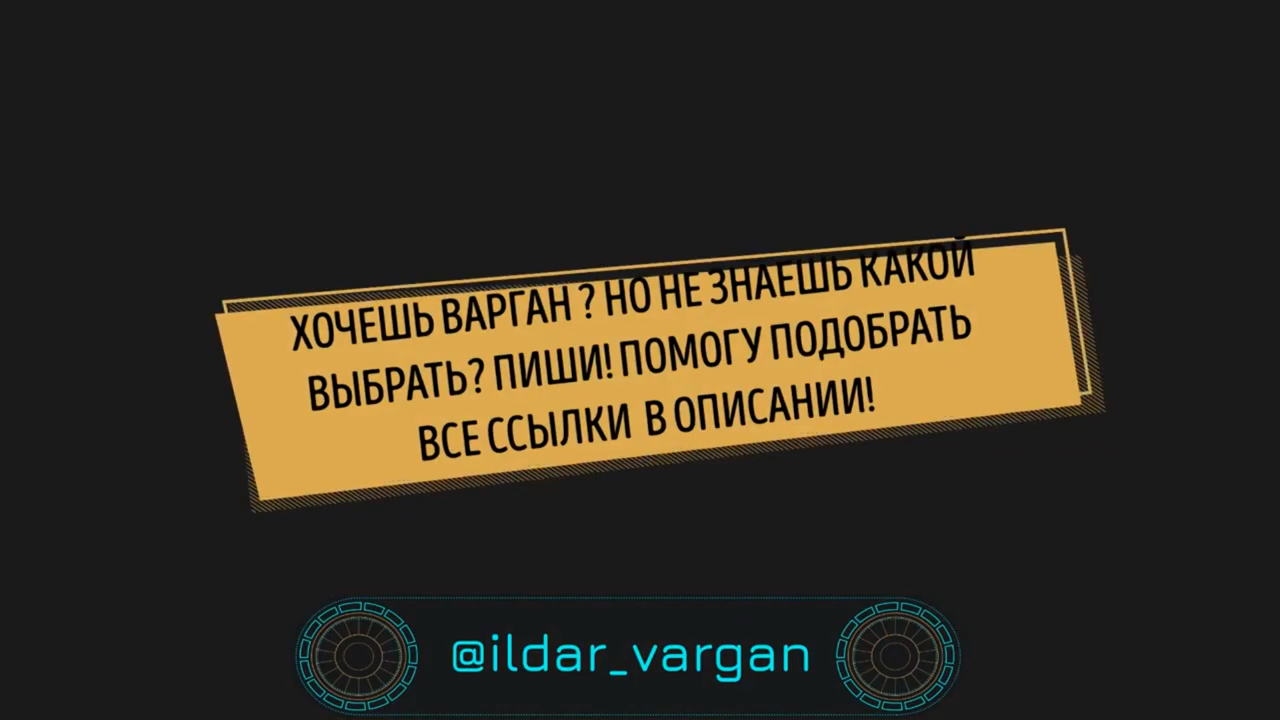 ХОЧЕШЬ ВАРГАН ? НО НЕ ЗНАЕШЬ КАКОЙ
ВЫБРАТЬ? ПИШИ! ПОМОГУ ПОДОБРАТЬ
ВСЕ ССЫЛКИ В ОПИСАНИИ!
@ildar_vargan